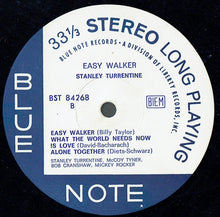 33⅓ STEREO LONG PLAYING
BLUE NOTE RECORDS • A DIVISION OF LIBERTY RECORDS, INC.
EASY WALKER
STANLEY TURRENTINE
BST 84268
B
BIEM
EASY WALKER (Billy Taylor)
WHAT THE WORLD NEEDS NOW
IS LOVE (David-Bacharach)
ALONE TOGETHER (Diets-Schwarz)
STANLEY TURRENTINE, McCOY TYNER,
BOB CRANSHAW, MICKEY ROCKER
BLUE
NOTE